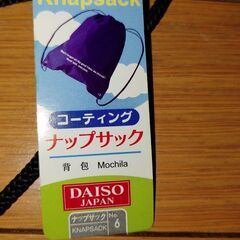 Knapsack
コーティング
ナップサック
背包 Mochila
DAISO
JAPAN
ナップサック
KNAPSACK
No.
6